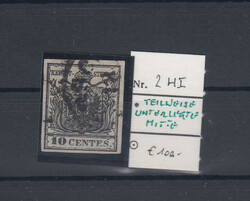 10 CENTES.
Nr. 2 HI
* TEILWEISE
UNTERLEGTE
MITTE
⊙ € 100.-